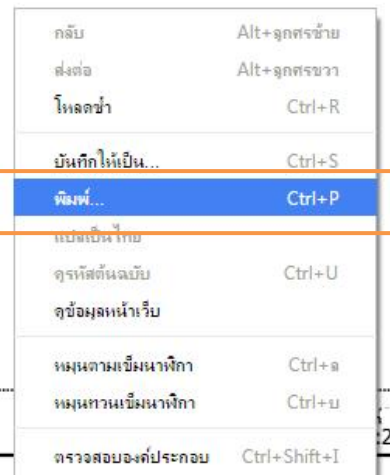 กลับ Alt+ลูกศรซ้าย
ส่งต่อ Alt+ลูกศรขวา
โหลดซ้ำ Ctrl+R
บันทึกให้เป็น... Ctrl+S
พิมพ์... Ctrl+P
แปลเป็น ไทย
ดูรหัสต้นฉบับ Ctrl+U
ดูข้อมูลหน้าเว็บ
หมุนตามเข็มนาฬิกา Ctrl+ล
หมุนทวนเข็มนาฬิกา Ctrl+บ
ตรวจสอบองค์ประกอบ Ctrl+Shift+I